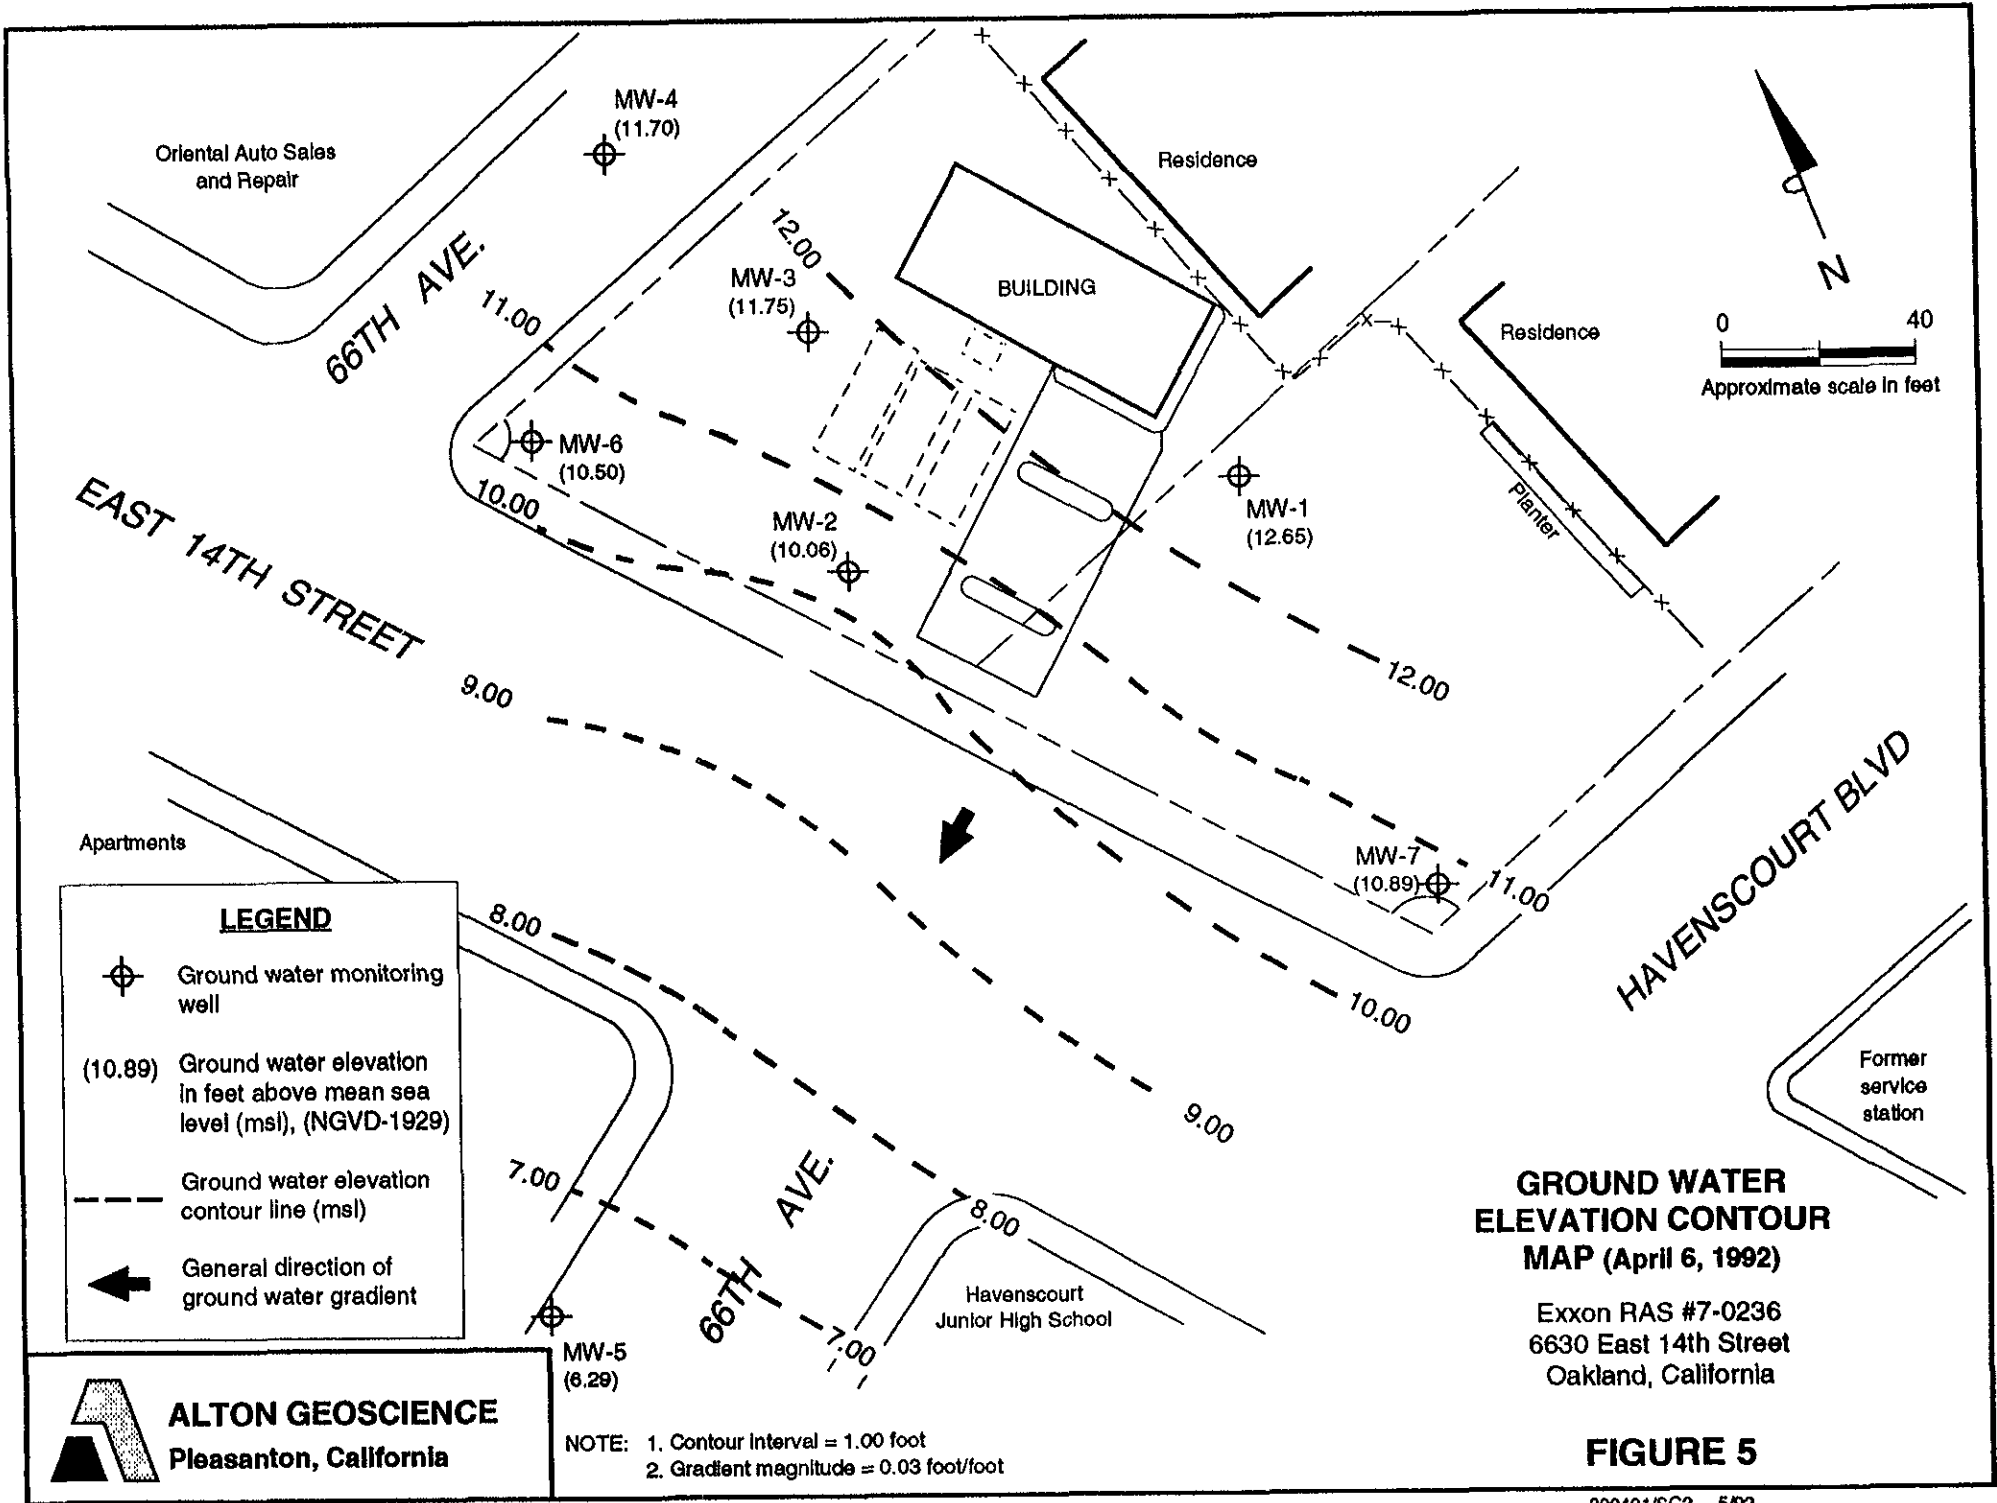 MW-4
(11.70)
Oriental Auto Sales
and Repair
Residence
66TH AVE.
12.00
MW-3
(11.75)
11.00
BUILDING
N
0 40
Approximate scale in feet
Residence
MW-6
(10.50)
10.00
MW-2
(10.06)
MW-1
(12.65)
Planter
EAST 14TH STREET
9.00
12.00
HAVENSCOURT BLVD
Apartments
MW-7
(10.89)
11.00
LEGEND
Ground water monitoring
well
(10.89) Ground water elevation
in feet above mean sea
level (msl), (NGVD-1929)
Ground water elevation
contour line (msl)
General direction of
ground water gradient
8.00
10.00
9.00
Former
service
station
7.00
66TH AVE.
8.00
Havenscourt
Junior High School
7.00
MW-5
(6.29)
GROUND WATER
ELEVATION CONTOUR
MAP (April 6, 1992)
Exxon RAS #7-0236
6630 East 14th Street
Oakland, California
ALTON GEOSCIENCE
Pleasanton, California
NOTE: 1. Contour interval = 1.00 foot
2. Gradient magnitude = 0.03 foot/foot
FIGURE 5